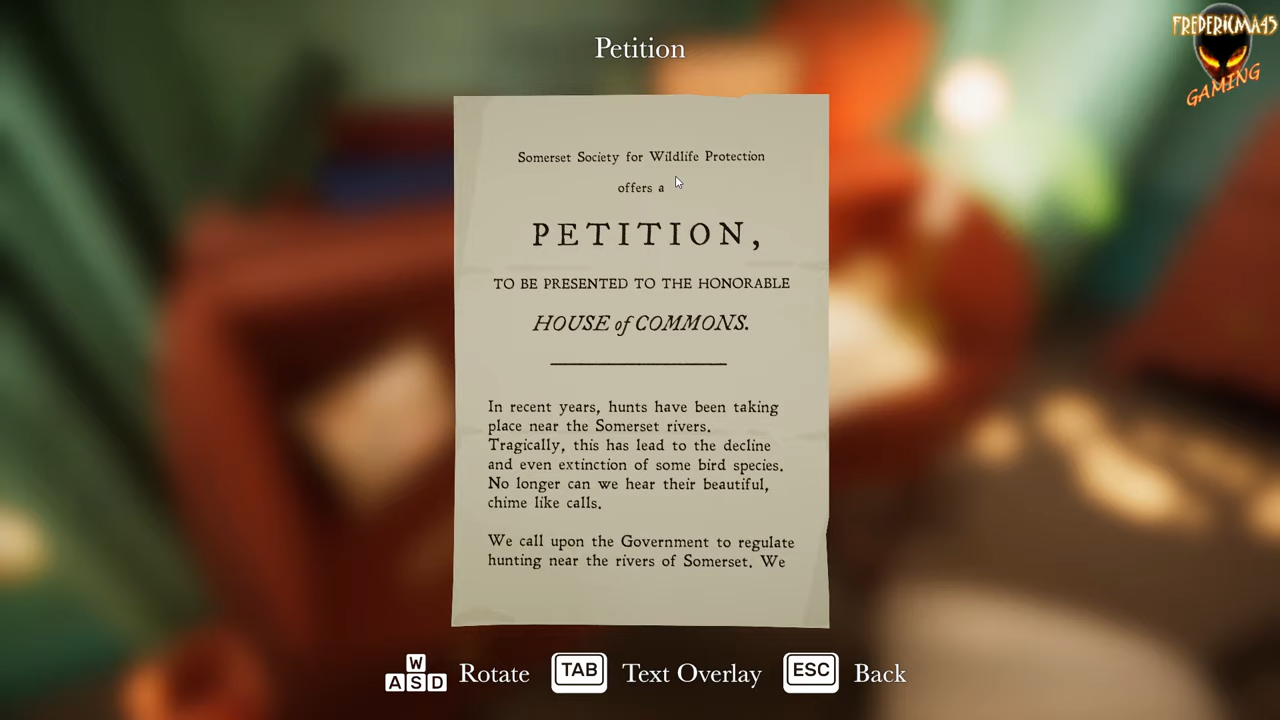 Petition
FREDERICMA45
GAMING
Somerset Society for Wildlife Protection
offers a
PETITION,
TO BE PRESENTED TO THE HONORABLE
HOUSE of COMMONS.
In recent years, hunts have been taking
place near the Somerset rivers.
Tragically, this has lead to the decline
and even extinction of some bird species.
No longer can we hear their beautiful,
chime like calls.
We call upon the Government to regulate
hunting near the rivers of Somerset. We
W
A S D Rotate TAB Text Overlay ESC Back